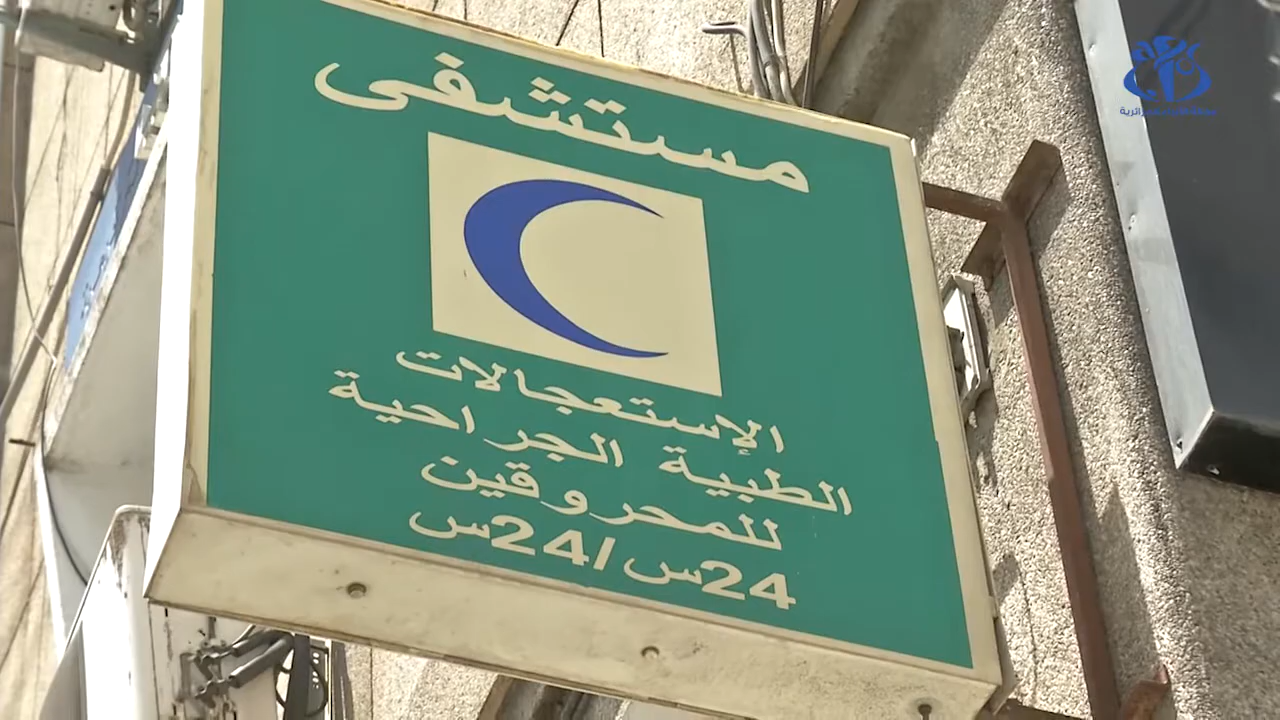 مستشفى
الإستعجالات
الطبية الجراحية
للمحروقين
24س/24س